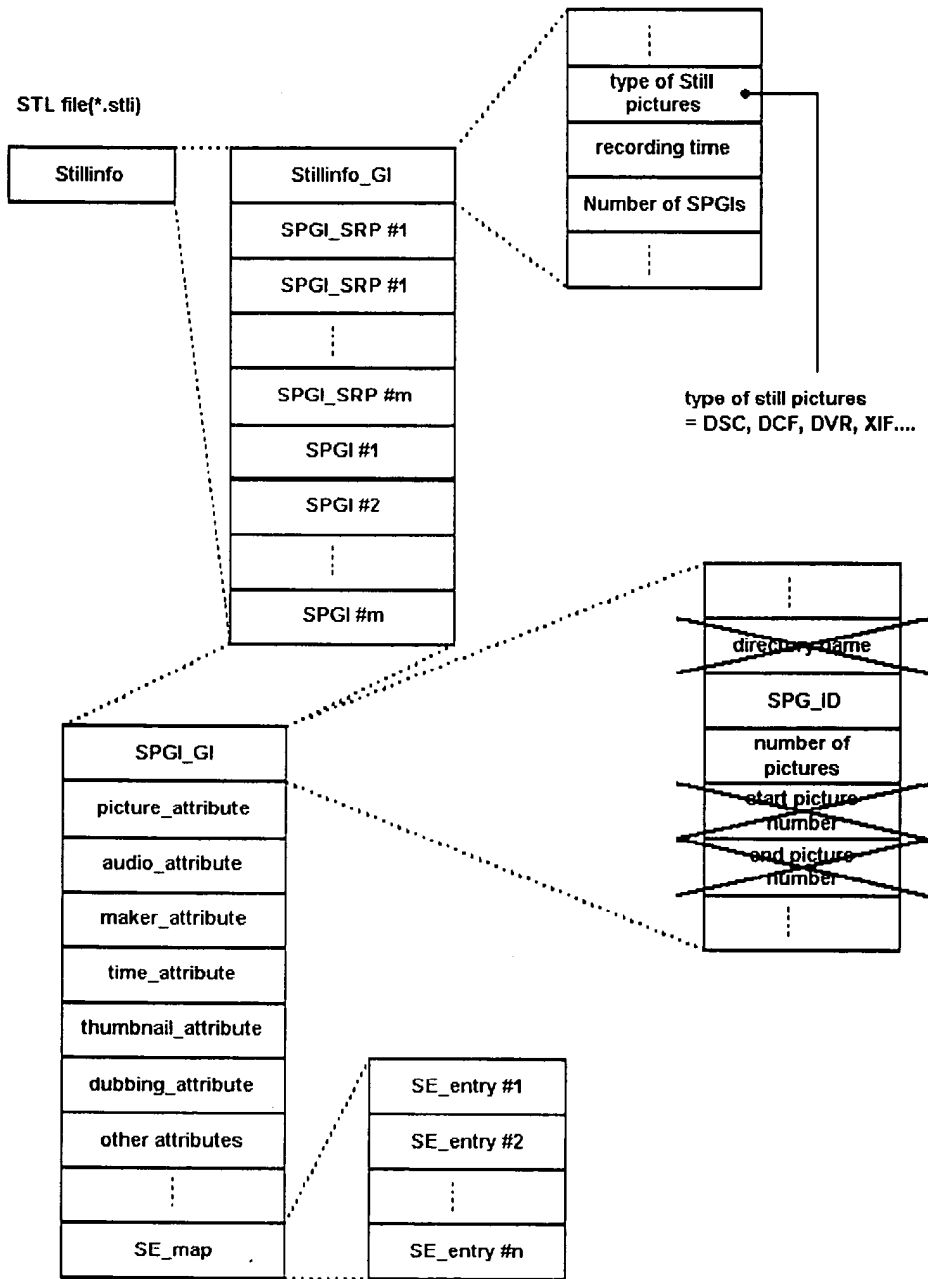 STL file(*.stli)
Stillinfo
Stillinfo_GI
SPGI_SRP #1
SPGI_SRP #1
SPGI_SRP #m
SPGI #1
SPGI #2
SPGI #m
type of Still
pictures
recording time
Number of SPGIs
type of still pictures
= DSC, DCF, DVR, XIF....
directory name
SPG_ID
number of
pictures
start picture
number
end picture
number
SPGI_GI
picture_attribute
audio_attribute
maker_attribute
time_attribute
thumbnail_attribute
dubbing_attribute
other attributes
SE_map
SE_entry #1
SE_entry #2
SE_entry #n